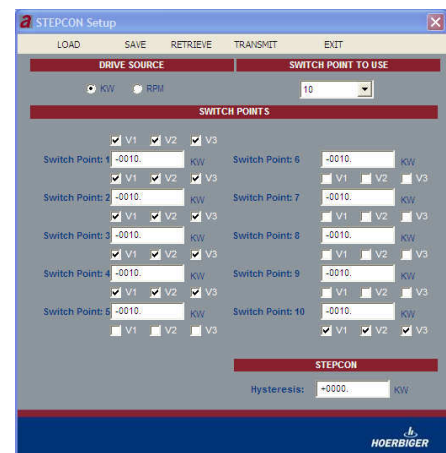 a STEPCON Setup
LOAD SAVE RETRIEVE TRANSMIT EXIT
DRIVE SOURCE
KW RPM
SWITCH POINT TO USE
10
SWITCH POINTS
V1 V2 V3
Switch Point: 1 -0010. KW
V1 V2 V3
Switch Point: 2 -0010. KW
V1 V2 V3
Switch Point: 3 -0010. KW
V1 V2 V3
Switch Point: 4 -0010. KW
V1 V2 V3
Switch Point: 5 -0010. KW
V1 V2 V3
Switch Point: 6 -0010. KW
V1 V2 V3
Switch Point: 7 -0010. KW
V1 V2 V3
Switch Point: 8 -0010. KW
V1 V2 V3
Switch Point: 9 -0010. KW
V1 V2 V3
Switch Point: 10 -0010. KW
V1 V2 V3
STEPCON
Hysteresis: +0000. KW
HOERBIGER